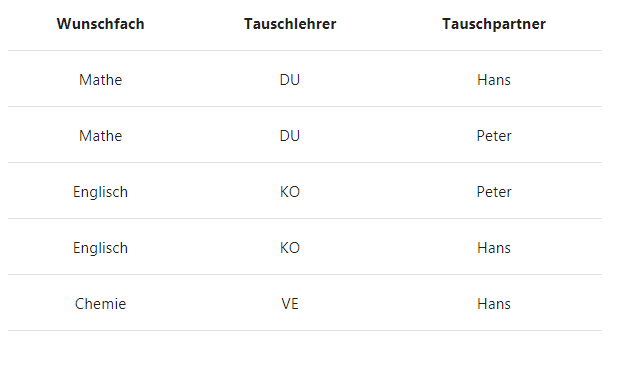 Wunschfach Tauschlehrer Tauschpartner
Mathe DU Hans
Mathe DU Peter
Englisch KO Peter
Englisch KO Hans
Chemie VE Hans